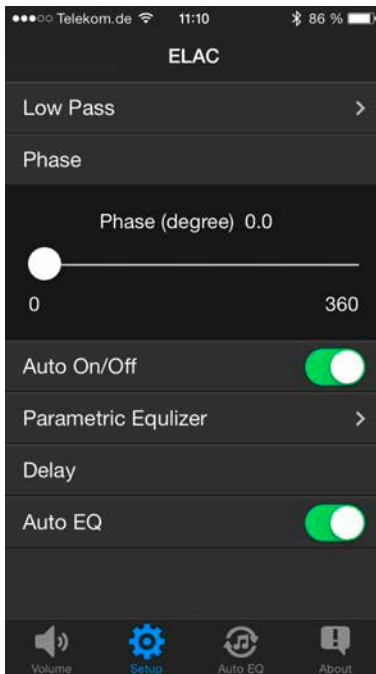 Telekom.de 11:10 86 %
ELAC
Low Pass
Phase
Phase (degree) 0.0
0 360
Auto On/Off
Parametric Equlizer
Delay
Auto EQ
Volume Setup Auto EQ About